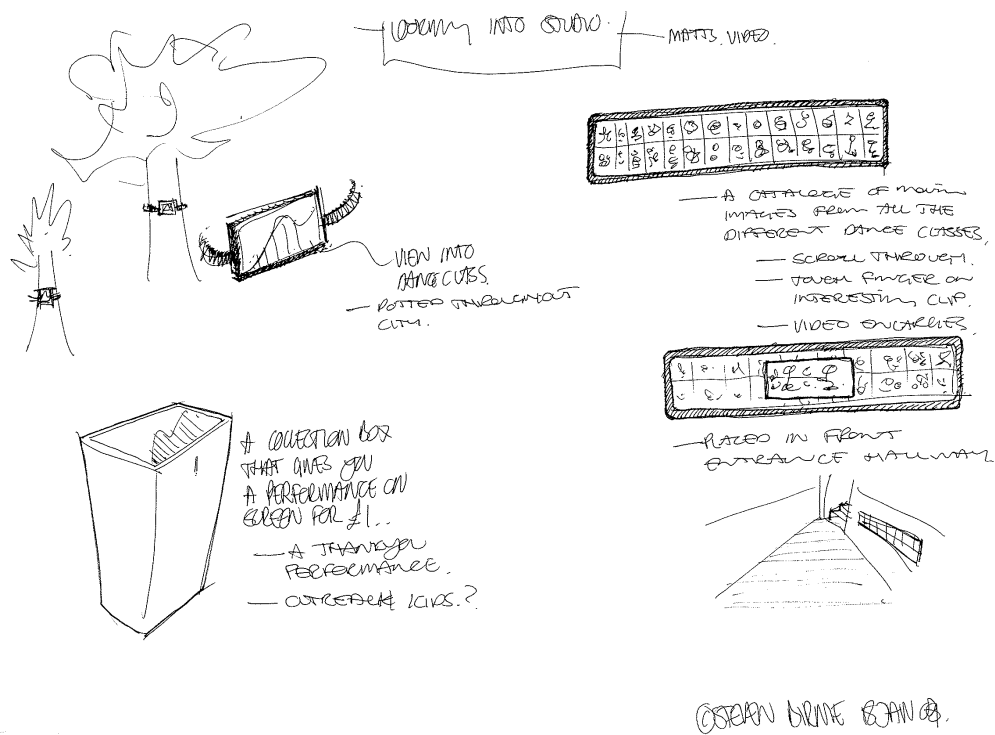 — LOOKING INTO STUDIO.
— MATTS. VIDEO.
VIEW INTO
DANCE CLASS.
— DOTTED THROUGHOUT
CITY.
— A CATALOGUE OF MOVING
IMAGES FROM ALL THE
DIFFERENT DANCE CLASSES,
— SCROLL THROUGH.
— TOUCH FINGER ON
INTERESTING CLIP.
— VIDEO ENLARGES.
— PLACED IN FRONT
ENTRANCE HALLWAY
A COLLECTION BOX
THAT GIVES YOU
A PERFORMANCE ON
SCREEN FOR £1..
— A THANKYOU
PERFORMANCE.
— OUTREACH KIDS.?
©